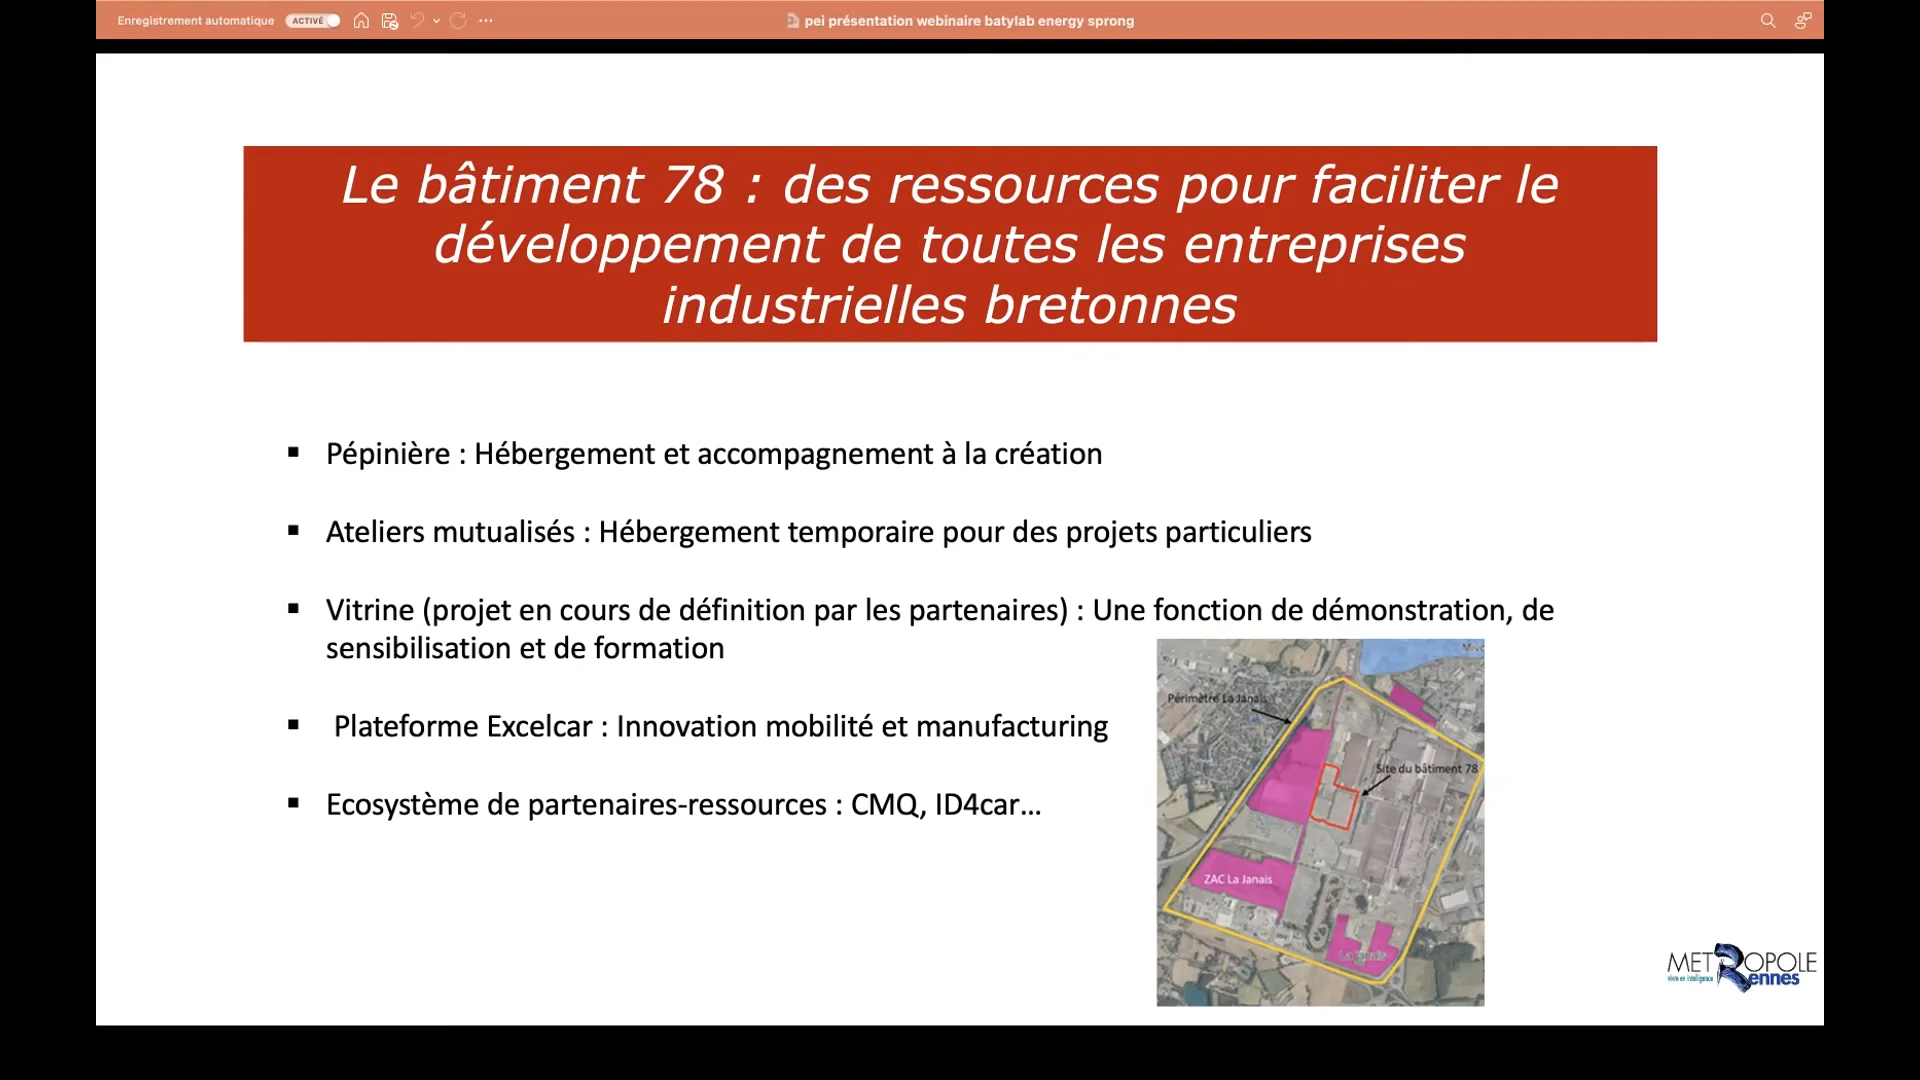 Enregistrement automatique
ACTIVÉ
pei présentation webinaire batylab energy sprong
Le bâtiment 78 : des ressources pour faciliter le
développement de toutes les entreprises
industrielles bretonnes
▪ Pépinière : Hébergement et accompagnement à la création
▪ Ateliers mutualisés : Hébergement temporaire pour des projets particuliers
▪ Vitrine (projet en cours de définition par les partenaires) : Une fonction de démonstration, de
sensibilisation et de formation
▪ Plateforme Excelcar : Innovation mobilité et manufacturing
▪ Ecosystème de partenaires-ressources : CMQ, ID4car...
Périmètre La Janais
Site du bâtiment 78
ZAC La Janais
METROPOLE
vivre en intelligence
Rennes